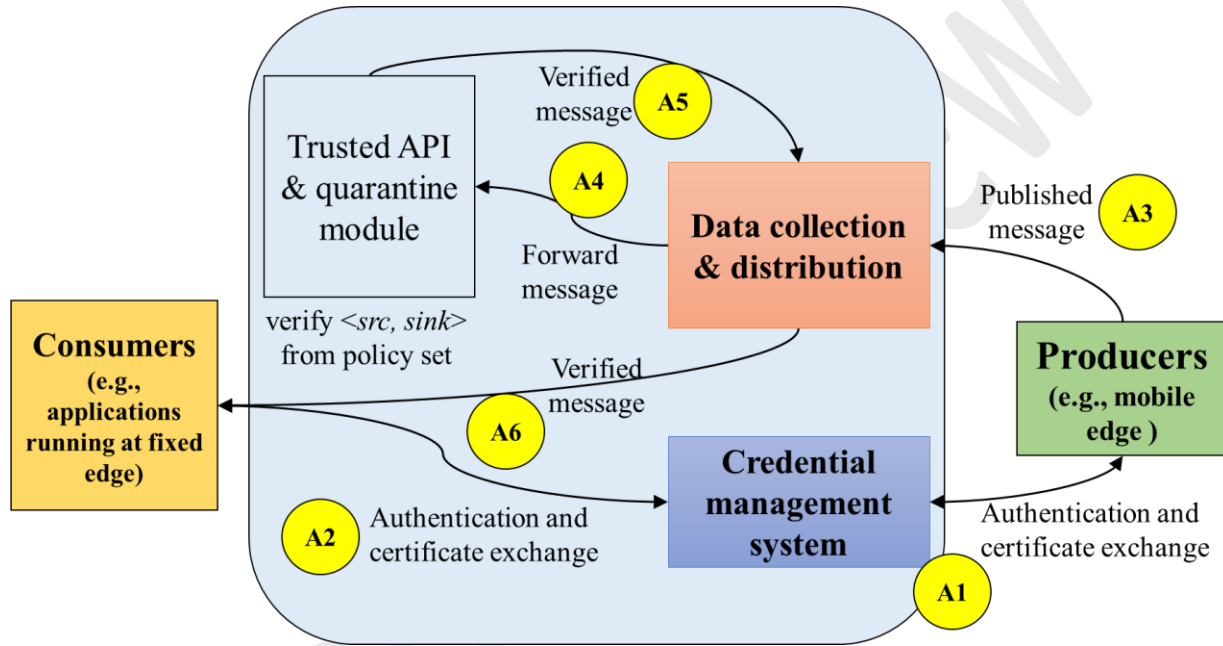 Verified
message
A5
Trusted API
& quarantine
module
A4
Forward
message
Data collection
& distribution
Published
message
A3
verify <src, sink>
from policy set
Consumers
(e.g.,
applications
running at fixed
edge)
Verified
message
A6
Producers
(e.g., mobile
edge )
Credential
management
system
A2
Authentication and
certificate exchange
Authentication and
certificate exchange
A1